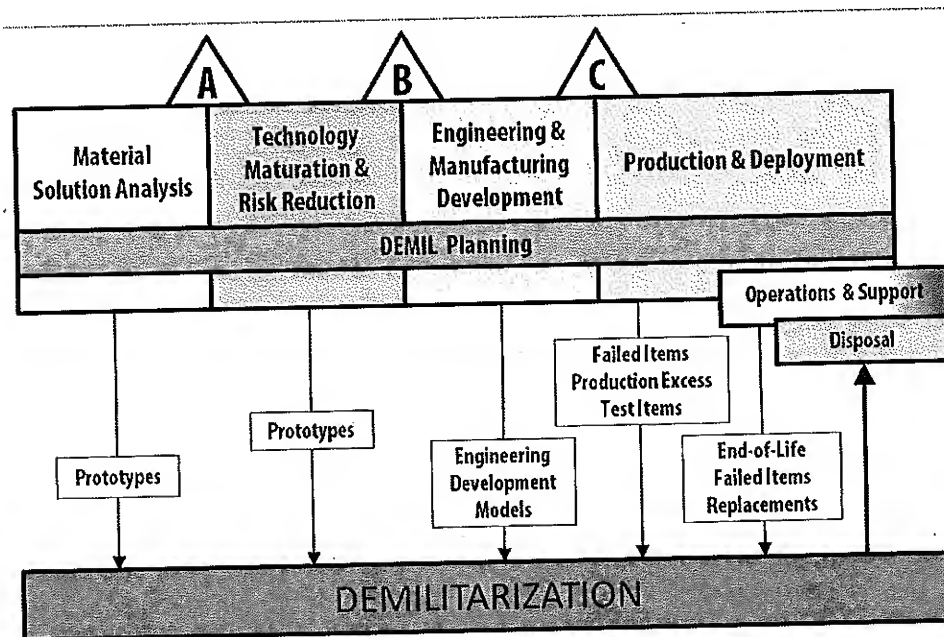 A
B
C
Material
Solution Analysis
Technology
Maturation &
Risk Reduction
Engineering &
Manufacturing
Development
Production & Deployment
DEMIL Planning
Operations & Support
Disposal
Failed Items
Production Excess
Test Items
Prototypes
Prototypes
Engineering
Development
Models
End-of-Life
Failed Items
Replacements
DEMILITARIZATION